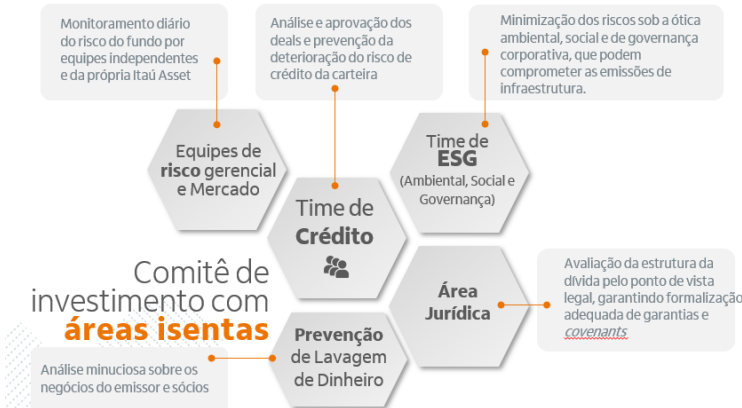 Monitoramento diário
do risco do fundo por
equipes independentes
e da própria Itaú Asset
Análise e aprovação dos
deals e prevenção da
deterioração do risco de
crédito da carteira
Minimização dos riscos sob a ótica
ambiental, social e de governança
corporativa, que podem
comprometer as emissões de
infraestrutura.
Equipes de
risco gerencial
e Mercado
Time de
Crédito
Time de
ESG
(Ambiental, Social e
Governança)
Comitê de
investimento com
áreas isentas
Área
Jurídica
Avaliação da estrutura da
dívida pelo ponto de vista
legal, garantindo formalização
adequada de garantias e
covenants
Prevenção
de Lavagem
de Dinheiro
Análise minuciosa sobre os
negócios do emissor e sócios